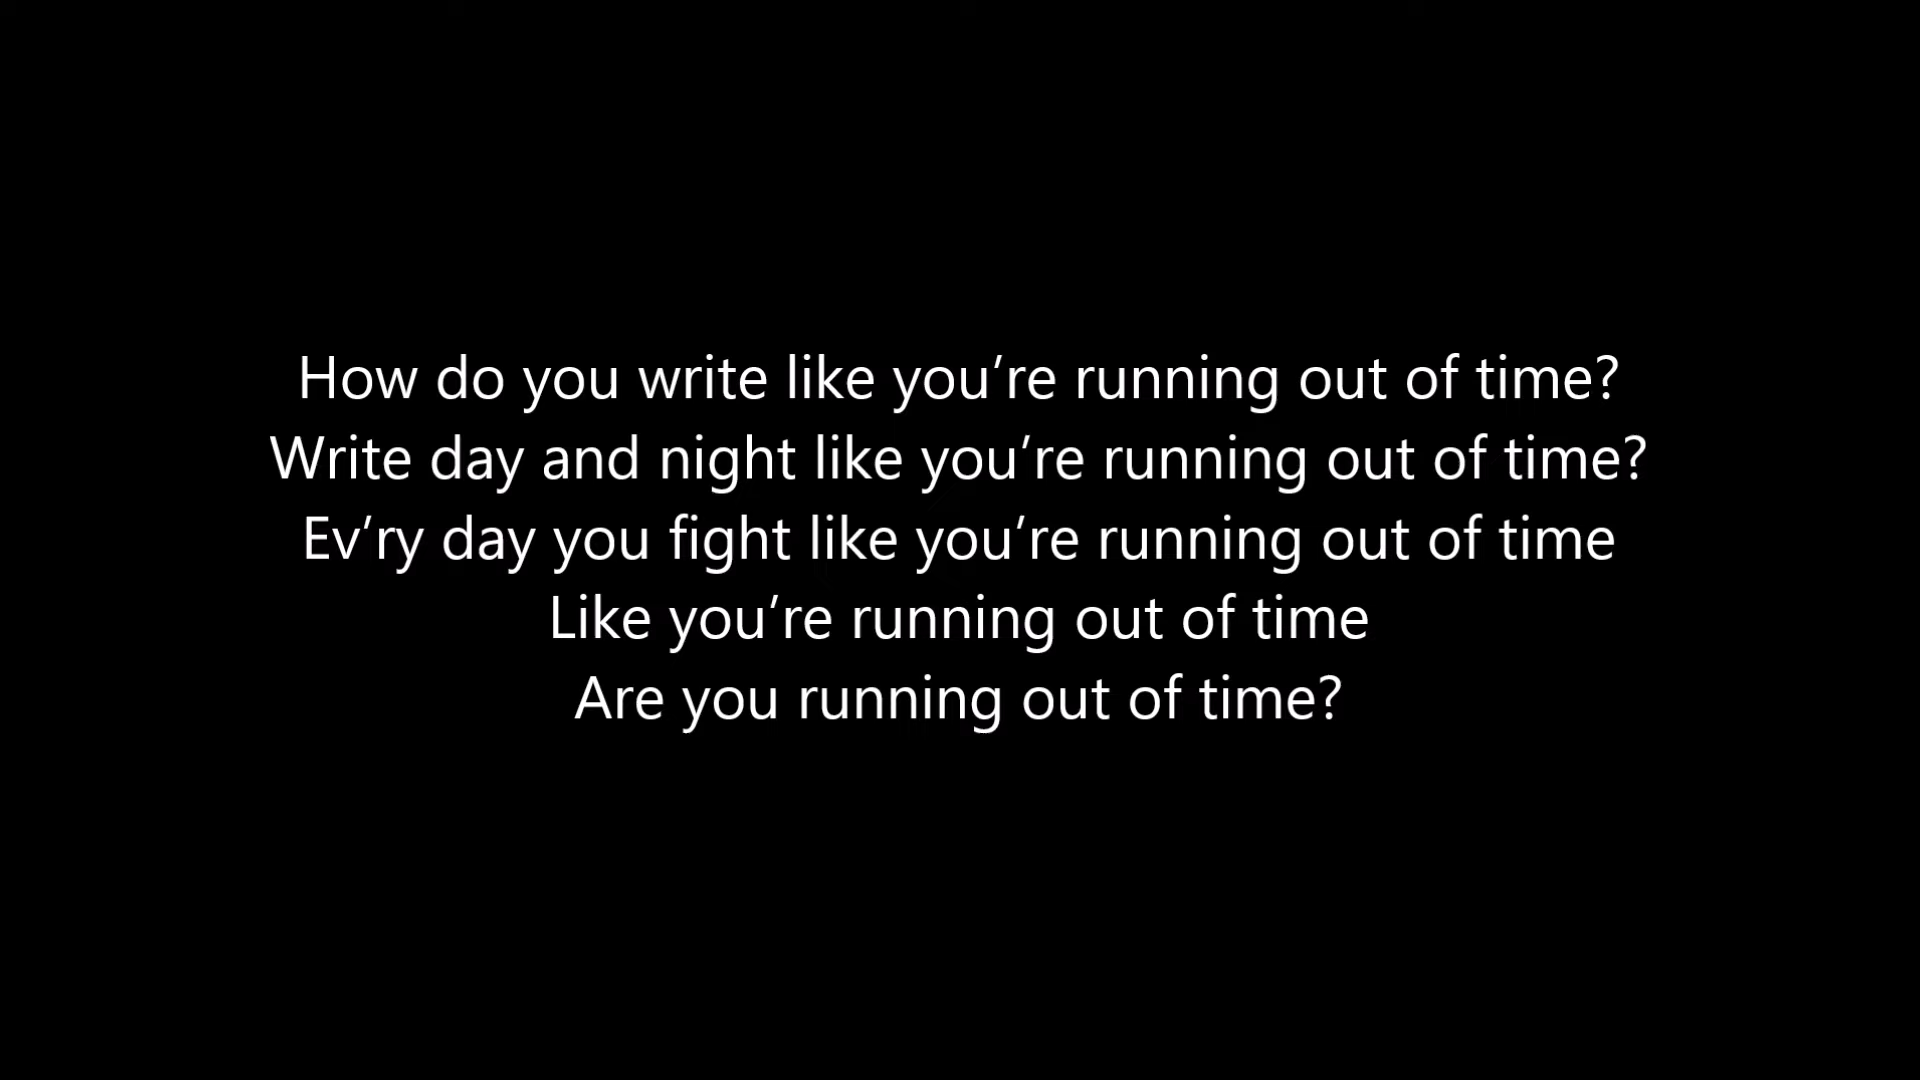 How do you write like you’re running out of time?
Write day and night like you’re running out of time?
Ev’ry day you fight like you’re running out of time
Like you’re running out of time
Are you running out of time?